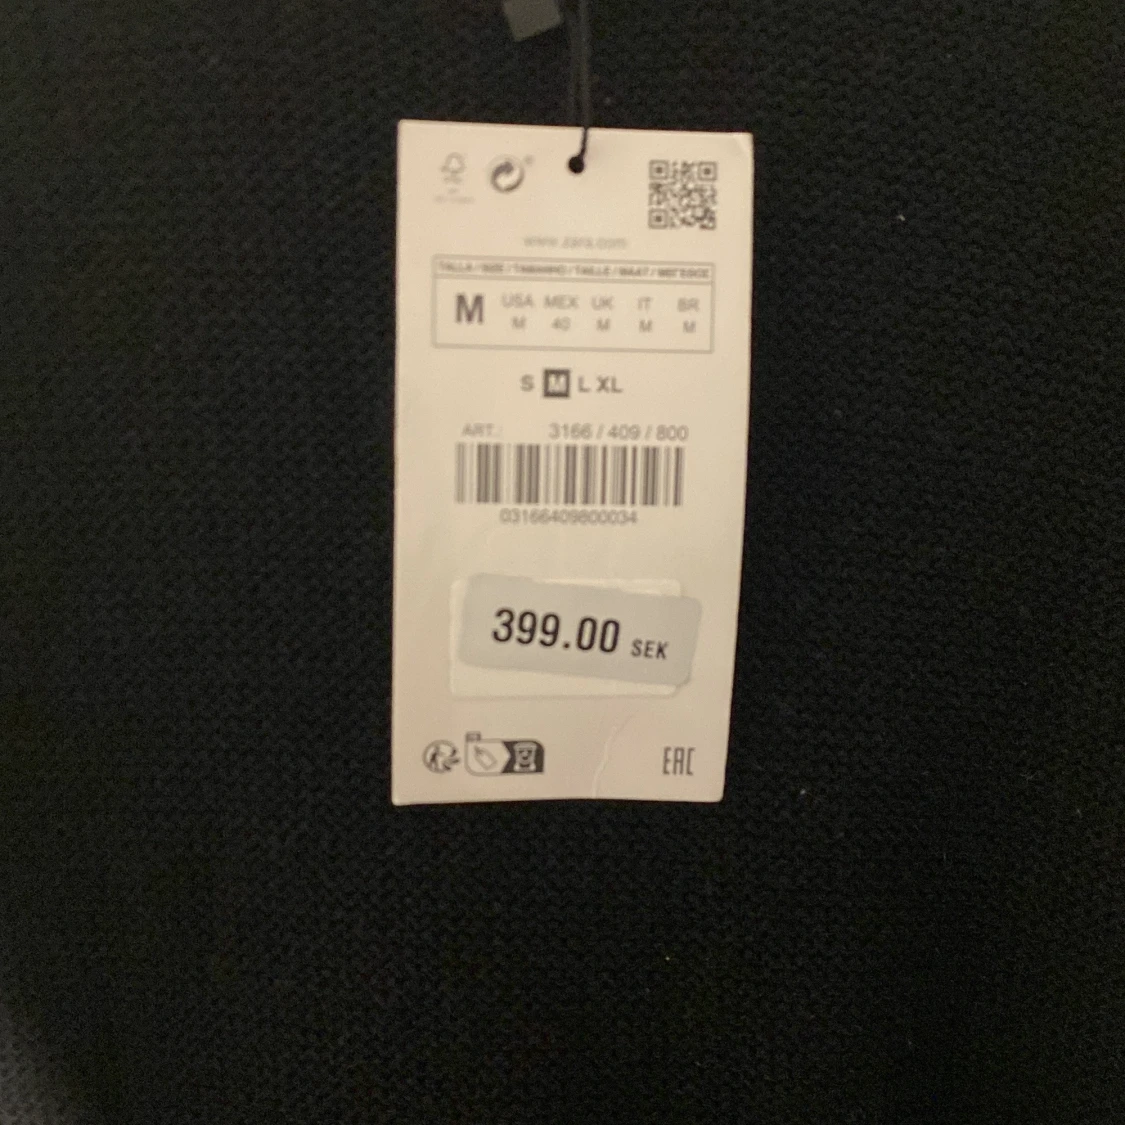 www.zara.com
TALLA / SIZE / TAMANHO / TAILLE / MAAT / ΜΕΓΕΘΟΣ
M USA MEX UK IT BR
M 40 M M M
S M L XL
ART.: 3166 / 409 / 800
03166409800034
399.00 SEK
EAC